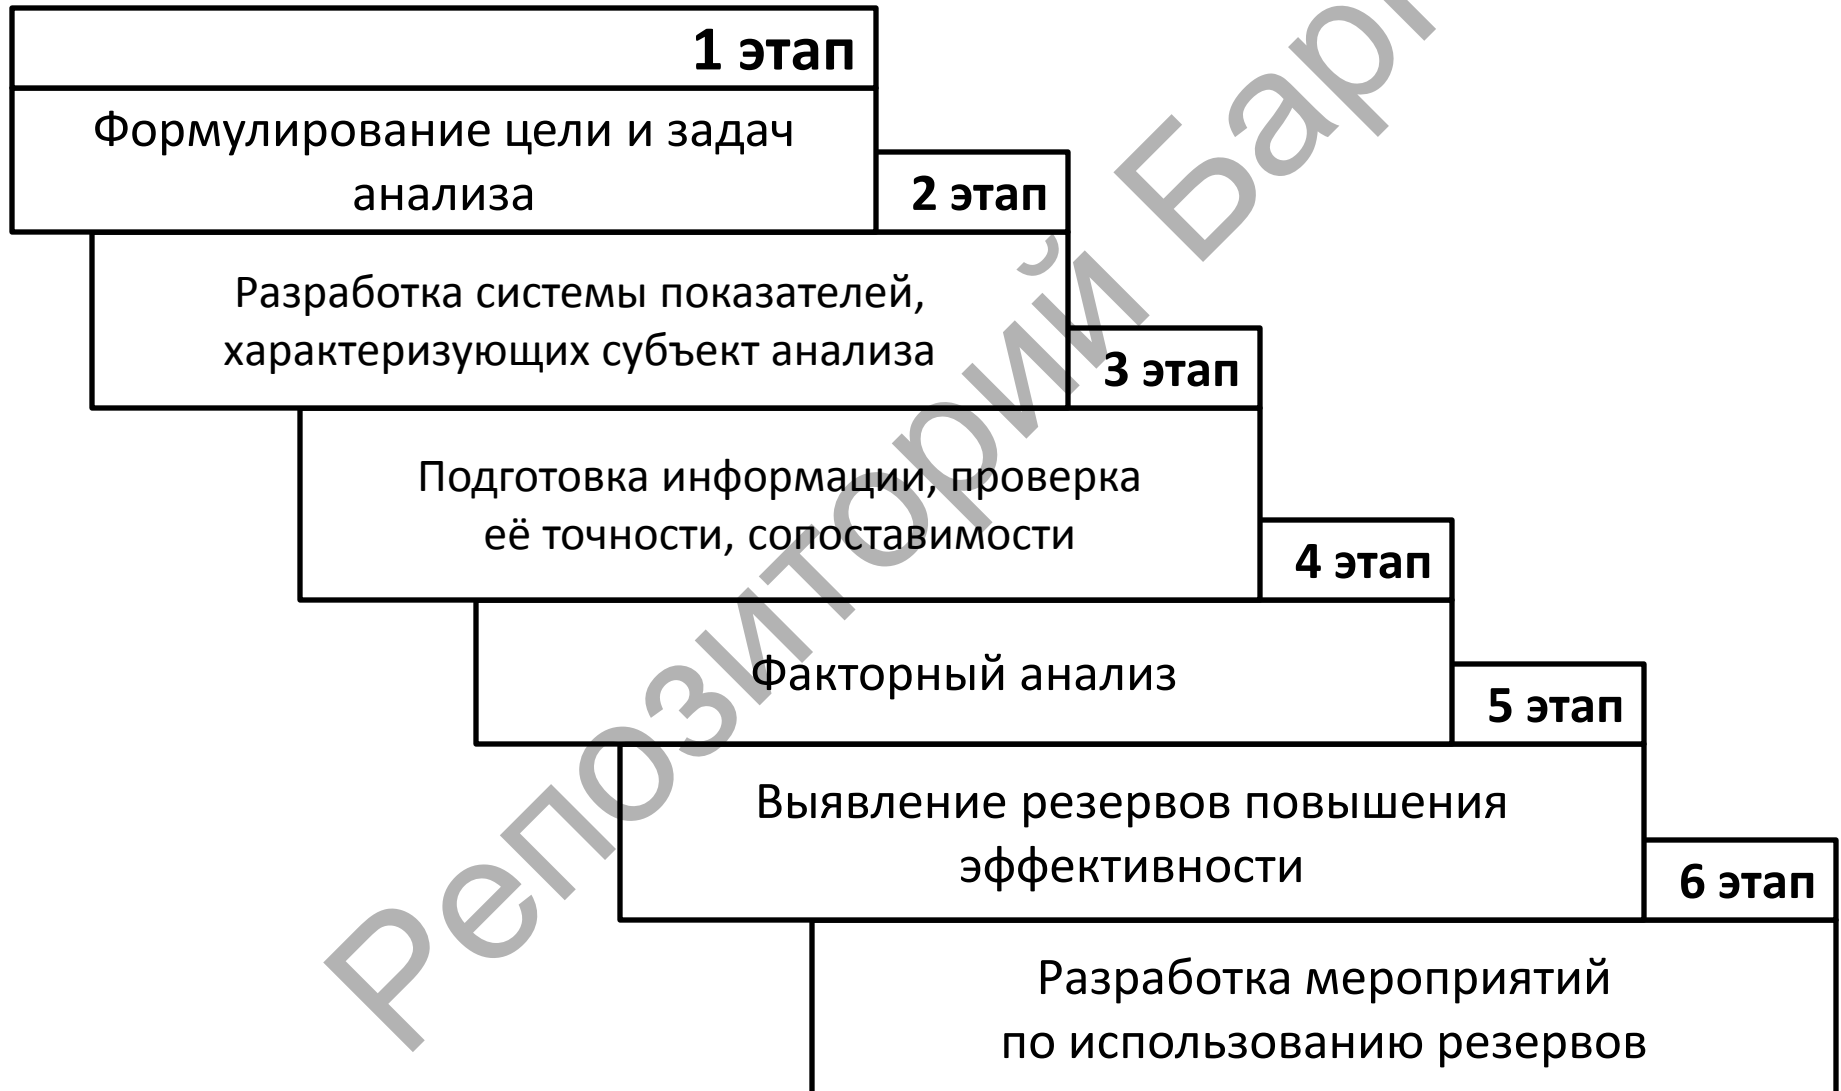 1 этап
Формулирование цели и задач
анализа
2 этап
Разработка системы показателей,
характеризующих субъект анализа
3 этап
Подготовка информации, проверка
её точности, сопоставимости
4 этап
Факторный анализ
5 этап
Выявление резервов повышения
эффективности
6 этап
Разработка мероприятий
по использованию резервов
Репозиторий